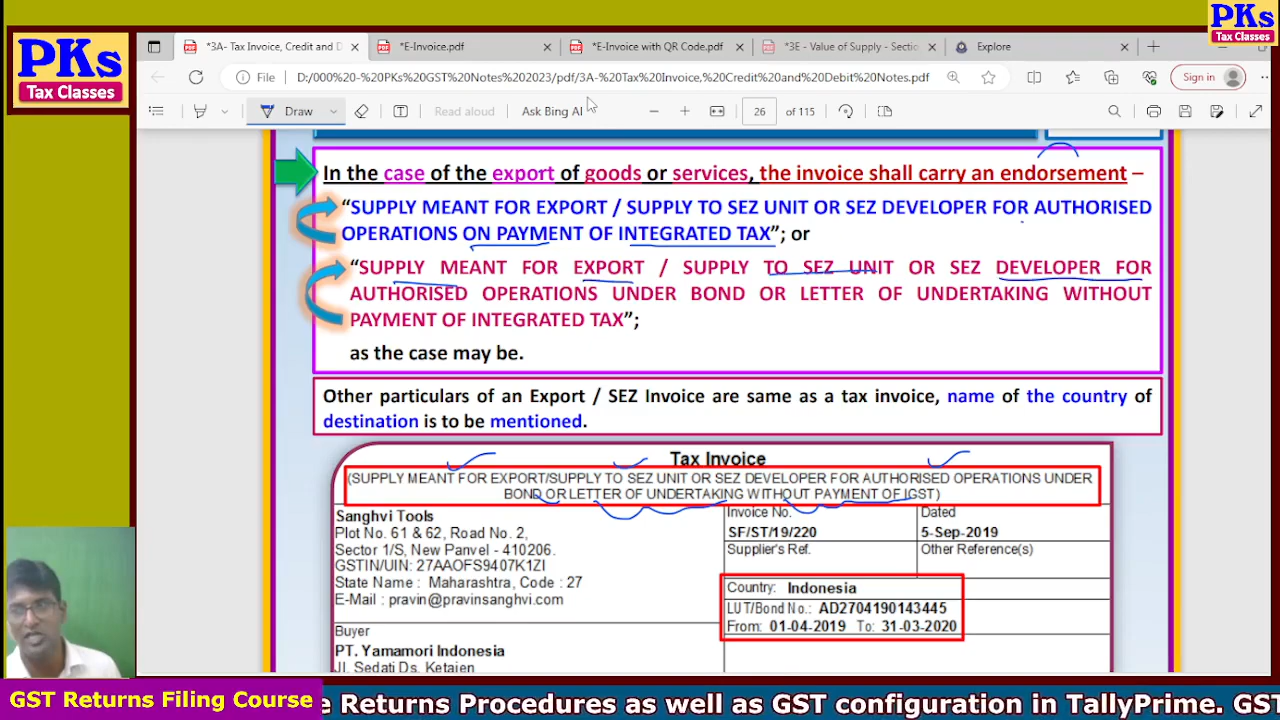 PKs
Tax Classes
PKs
Tax Classes
*3A- Tax Invoice, Credit and D
*E-Invoice.pdf
*E-Invoice with QR Code.pdf
*3E - Value of Supply - Sectio
Explore
File
D:/000%20-%20PKs%20GST%20Notes%202023/pdf/3A-%20Tax%20Invoice,%20Credit%20and%20Debit%20Notes.pdf
Sign in
Draw
Read aloud
Ask Bing AI
26
of 115
In the case of the export of goods or services, the invoice shall carry an endorsement –
“SUPPLY MEANT FOR EXPORT / SUPPLY TO SEZ UNIT OR SEZ DEVELOPER FOR AUTHORISED
OPERATIONS ON PAYMENT OF INTEGRATED TAX”; or
“SUPPLY MEANT FOR EXPORT / SUPPLY TO SEZ UNIT OR SEZ DEVELOPER FOR
AUTHORISED OPERATIONS UNDER BOND OR LETTER OF UNDERTAKING WITHOUT
PAYMENT OF INTEGRATED TAX”;
as the case may be.
Other particulars of an Export / SEZ Invoice are same as a tax invoice, name of the country of
destination is to be mentioned.
Tax Invoice
(SUPPLY MEANT FOR EXPORT/SUPPLY TO SEZ UNIT OR SEZ DEVELOPER FOR AUTHORISED OPERATIONS UNDER
BOND OR LETTER OF UNDERTAKING WITHOUT PAYMENT OF IGST)
Sanghvi Tools
Plot No. 61 & 62, Road No. 2,
Sector 1/S, New Panvel - 410206.
GSTIN/UIN: 27AAOFS9407K1ZI
State Name : Maharashtra, Code : 27
E-Mail : pravin@pravinsanghvi.com
Invoice No.
SF/ST/19/220
Dated
5-Sep-2019
Supplier's Ref.
Other Reference(s)
Country: Indonesia
LUT/Bond No.: AD2704190143445
From: 01-04-2019 To: 31-03-2020
Buyer
PT. Yamamori Indonesia
Jl. Sedati Ds. Ketajen
GST Returns Filing Course
e Returns Procedures as well as GST configuration in TallyPrime. GS